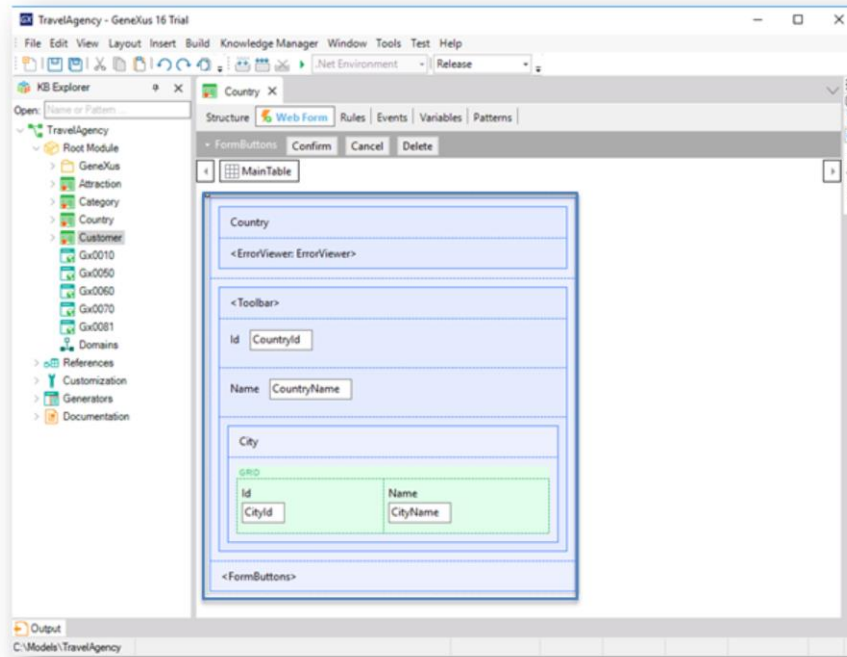 TravelAgency - GeneXus 16 Trial
File Edit View Layout Insert Build Knowledge Manager Window Tools Test Help
.Net Environment Release
KB Explorer
Open: Name or Pattern ...
TravelAgency
Root Module
GeneXus
Attraction
Category
Country
Customer
Gx0010
Gx0050
Gx0060
Gx0070
Gx0081
Domains
References
Customization
Generators
Documentation
Country
Structure Web Form Rules Events Variables Patterns
FormButtons Confirm Cancel Delete
MainTable
Country
<ErrorViewer: ErrorViewer>
<Toolbar>
Id CountryId
Name CountryName
City
GRID
Id Name
CityId CityName
<FormButtons>
Output
C:\Models\TravelAgency